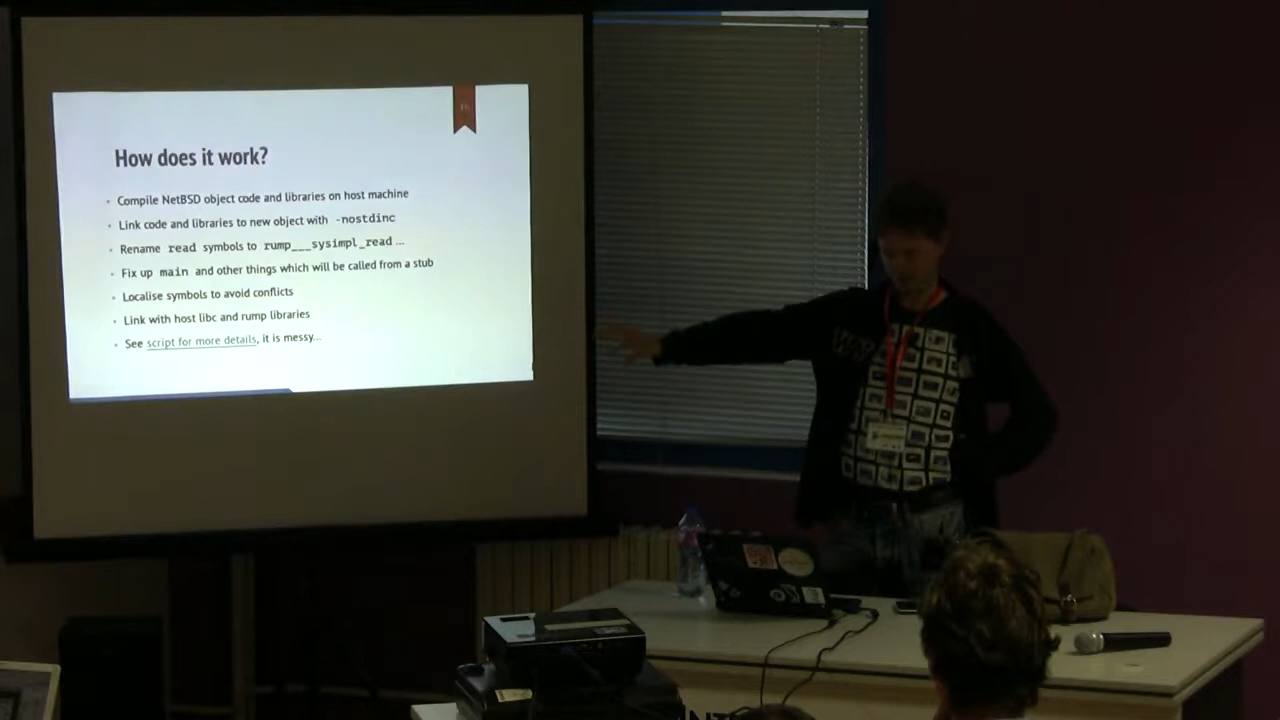 How does it work?
Compile NetBSD object code and libraries on host machine
Link code and libraries to new object with -nostdinc
Rename read symbols to rump___sysimpl_read ...
Fix up main and other things which will be called from a stub
Localise symbols to avoid conflicts
Link with host libc and rump libraries
See script for more details, it is messy...